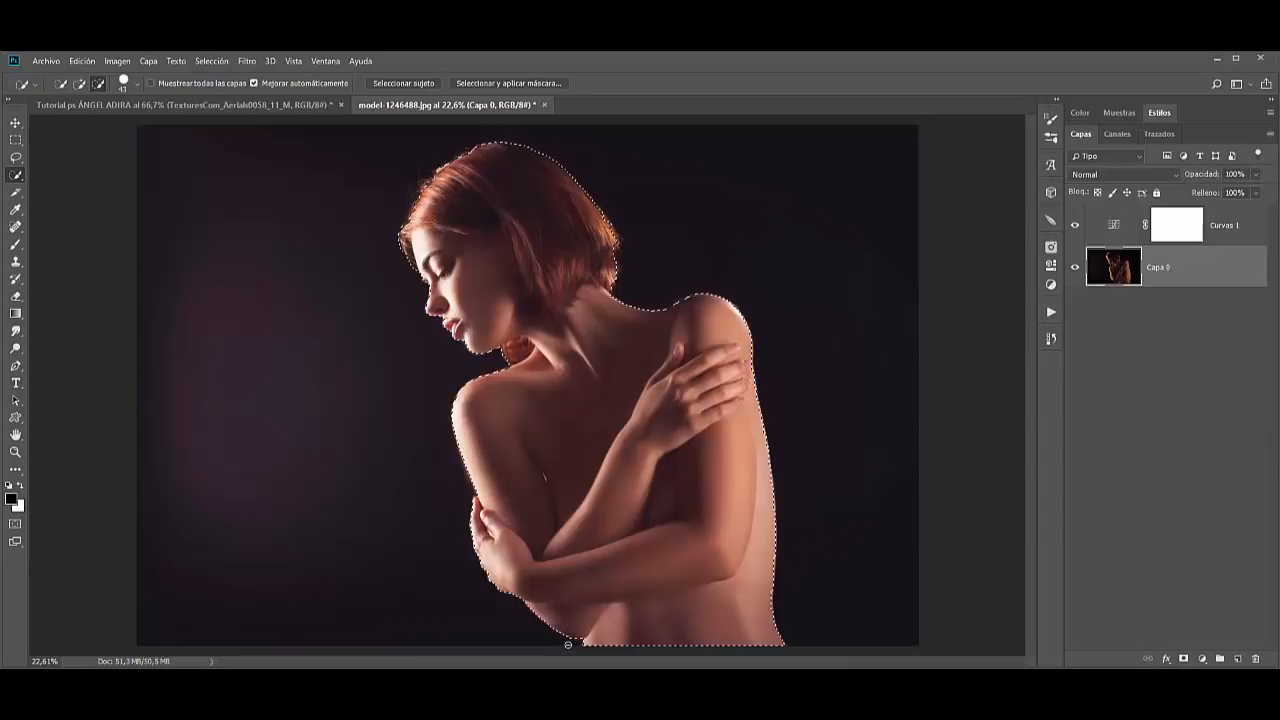 Ps Archivo Edición Imagen Capa Texto Selección Filtro 3D Vista Ventana Ayuda
43 Muestrear todas las capas Mejorar automáticamente Seleccionar sujeto Seleccionar y aplicar máscara...
Tutorial ps ÁNGEL ADIRA al 66,7% (TexturesCom_Aerials0058_11_M, RGB/8#) * × model-1246488.jpg al 22,6% (Capa 0, RGB/8#) * ×
Color Muestras Estilos
Capas Canales Trazados
Tipo
Normal Opacidad: 100%
Bloq.: Relleno: 100%
Curvas 1
Capa 0
22,61% Doc: 51,3 MB/50,5 MB